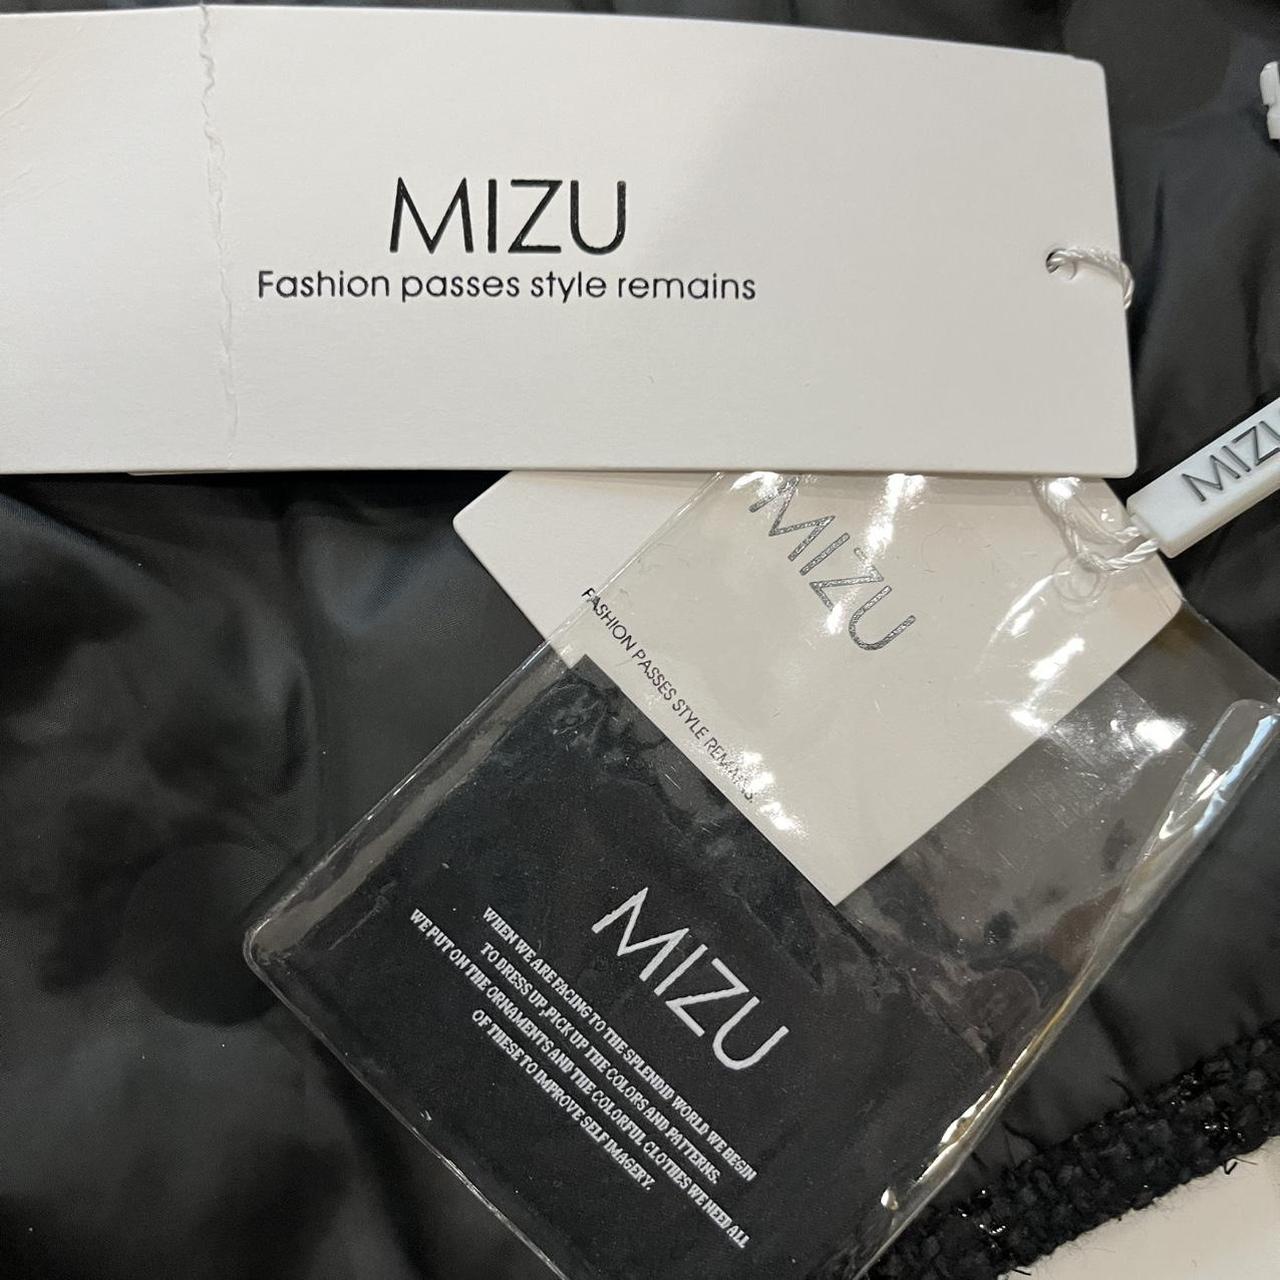 MIZU
Fashion passes style remains
MIZU
MIZU
FASHION PASSES STYLE REMAINS.
MIZU
WHEN WE ARE FACING TO THE SPLENDID WORLD WE BEGIN
TO DRESS UP,PICK UP THE COLORS AND PATTERNS.
WE PUT ON THE ORNAMENTS AND THE COLORFUL CLOTHES WE NEED ALL
OF THESE TO IMPROVE SELF IMAGERY.